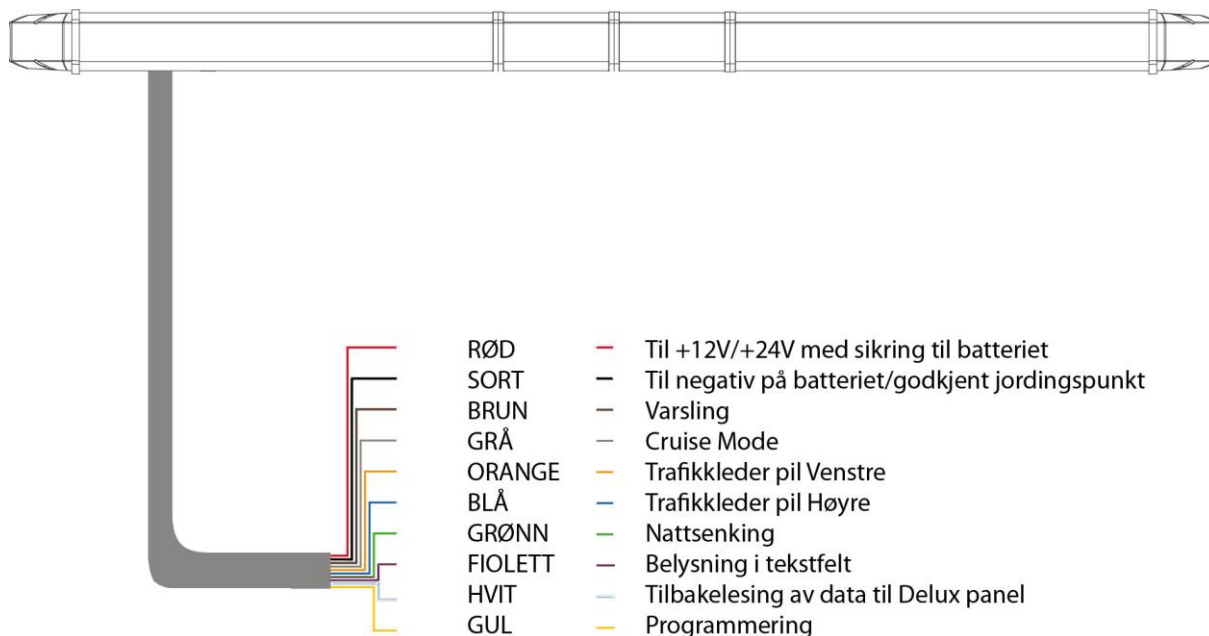 RØD – Til +12V/+24V med sikring til batteriet
SORT – Til negativ på batteriet/godkjent jordingspunkt
BRUN – Varsling
GRÅ – Cruise Mode
ORANGE – Trafikkleder pil Venstre
BLÅ – Trafikkleder pil Høyre
GRØNN – Nattsenking
FIOLETT – Belysning i tekstfelt
HVIT – Tilbakelesing av data til Delux panel
GUL – Programmering